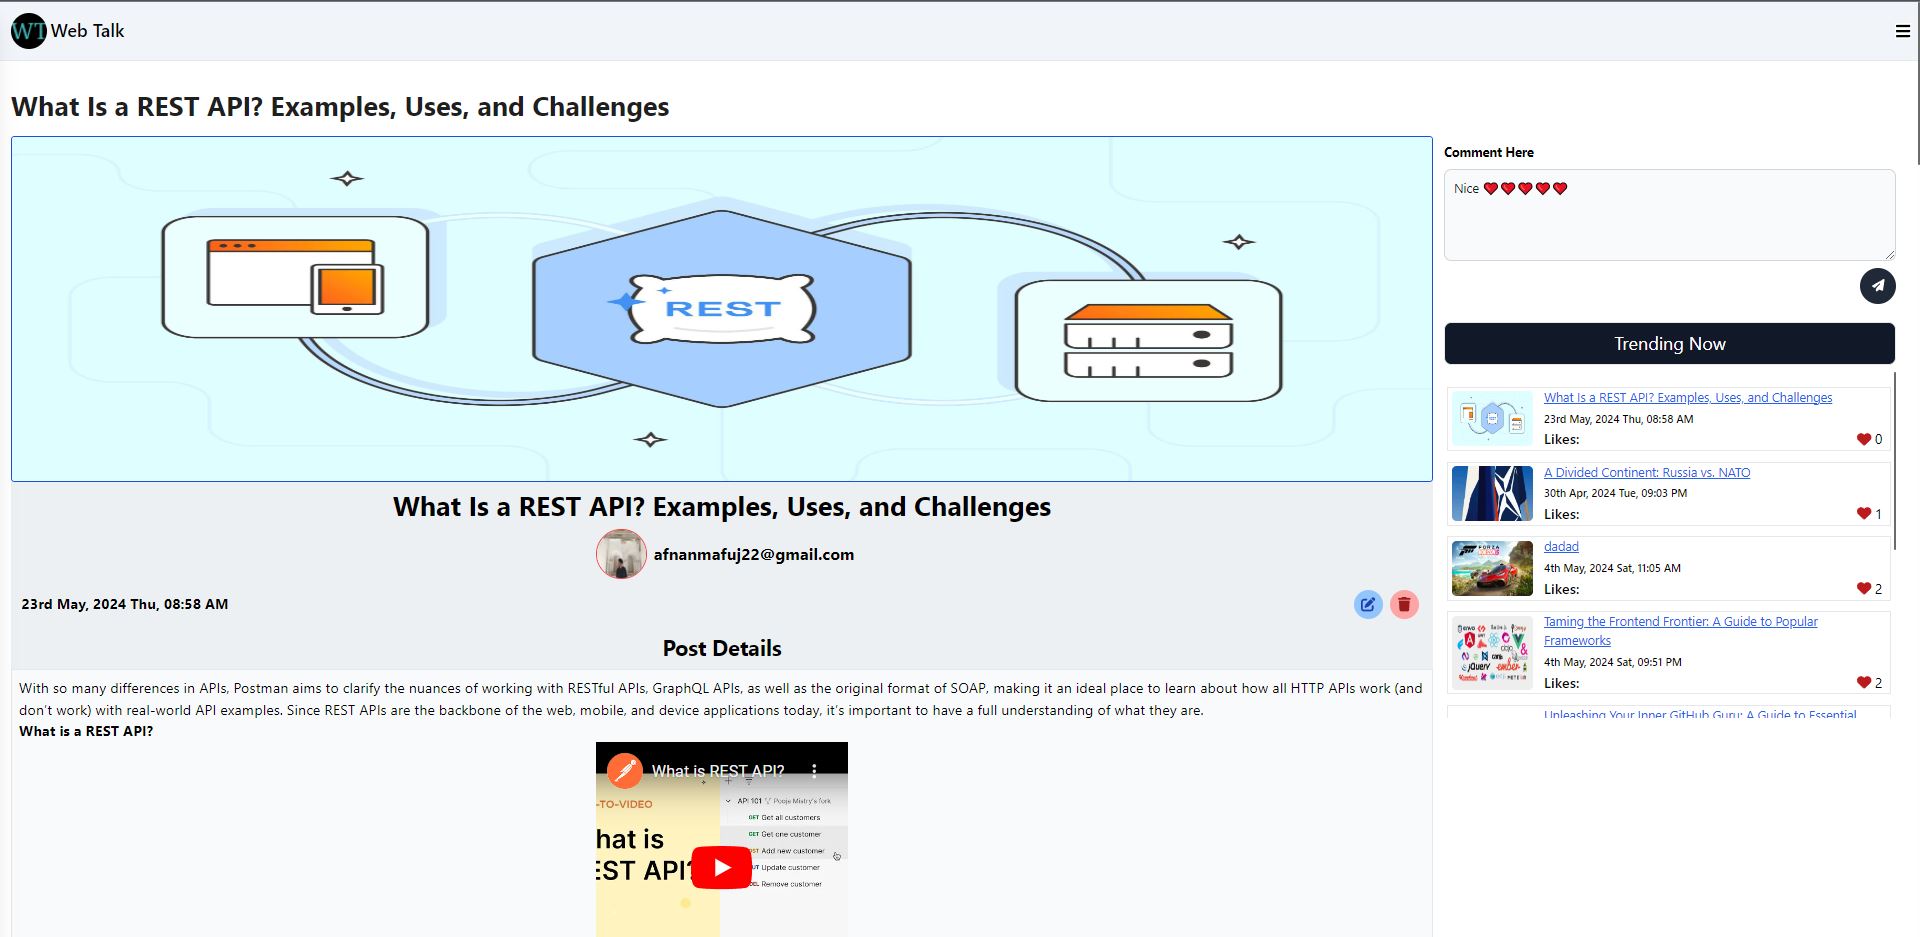 WT Web Talk
What Is a REST API? Examples, Uses, and Challenges
REST
What Is a REST API? Examples, Uses, and Challenges
afnanmafuj22@gmail.com
23rd May, 2024 Thu, 08:58 AM
Post Details
With so many differences in APIs, Postman aims to clarify the nuances of working with RESTful APIs, GraphQL APIs, as well as the original format of SOAP, making it an ideal place to learn about how all HTTP APIs work (and
don't work) with real-world API examples. Since REST APIs are the backbone of the web, mobile, and device applications today, it's important to have a full understanding of what they are.
What is a REST API?
What is REST API?
-TO-VIDEO
hat is
EST API?
API 101 Pooja Mistry's fork
GET Get all customers
GET Get one customer
Add new customer
Update customer
Remove customer
Comment Here
Nice ❤️❤️❤️❤️❤️
Trending Now
What Is a REST API? Examples, Uses, and Challenges
23rd May, 2024 Thu, 08:58 AM
Likes: 0
A Divided Continent: Russia vs. NATO
30th Apr, 2024 Tue, 09:03 PM
Likes: 1
FORZA
dadad
4th May, 2024 Sat, 11:05 AM
Likes: 2
jQuery
ember
METEOR
Taming the Frontend Frontier: A Guide to Popular
Frameworks
4th May, 2024 Sat, 09:51 PM
Likes: 2
Unleashing Your Inner GitHub Guru: A Guide to Essential